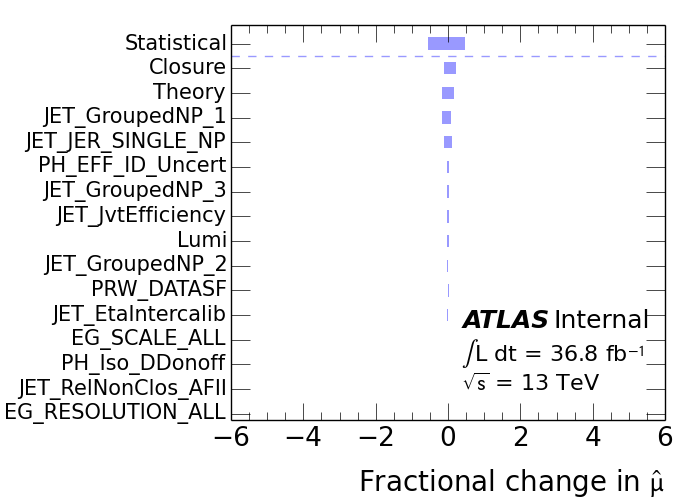 Statistical
Closure
Theory
JET_GroupedNP_1
JET_JER_SINGLE_NP
PH_EFF_ID_Uncert
JET_GroupedNP_3
JET_JvtEfficiency
Lumi
JET_GroupedNP_2
PRW_DATASF
JET_EtaIntercalib
EG_SCALE_ALL
PH_Iso_DDonoff
JET_RelNonClos_AFII
EG_RESOLUTION_ALL
ATLAS Internal
∫L dt = 36.8 fb⁻¹
√s = 13 TeV
−6 −4 −2 0 2 4 6
Fractional change in μ̂